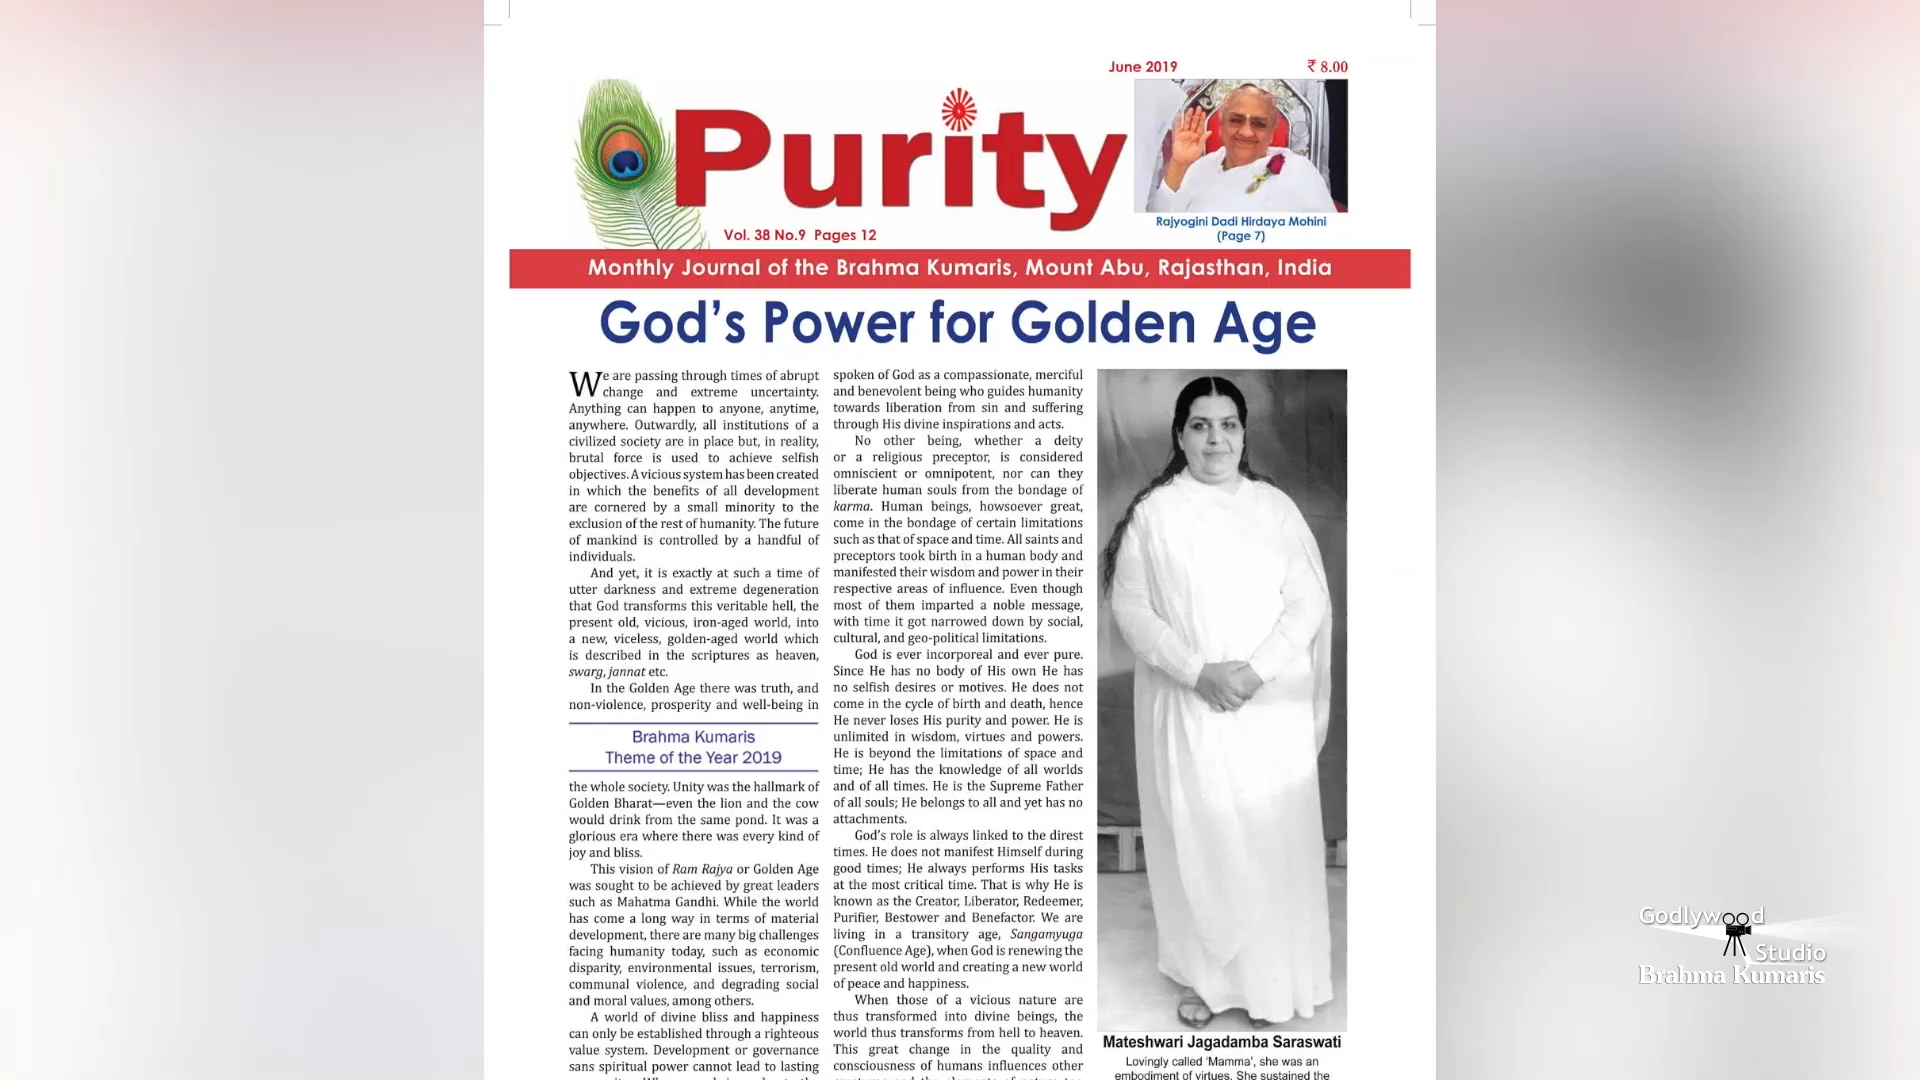 June 2019
₹ 8.00
Purity
Vol. 38 No.9 Pages 12
Rajyogini Dadi Hirdaya Mohini
(Page 7)
Monthly Journal of the Brahma Kumaris, Mount Abu, Rajasthan, India
God's Power for Golden Age
We are passing through times of abrupt
change and extreme uncertainty.
Anything can happen to anyone, anytime,
anywhere. Outwardly, all institutions of a
civilized society are in place but, in reality,
brutal force is used to achieve selfish
objectives. A vicious system has been created
in which the benefits of all development
are cornered by a small minority to the
exclusion of the rest of humanity. The future
of mankind is controlled by a handful of
individuals.
And yet, it is exactly at such a time of
utter darkness and extreme degeneration
that God transforms this veritable hell, the
present old, vicious, iron-aged world, into
a new, viceless, golden-aged world which
is described in the scriptures as heaven,
swarg, jannat etc.
In the Golden Age there was truth, and
non-violence, prosperity and well-being in
Brahma Kumaris
Theme of the Year 2019
the whole society. Unity was the hallmark of
Golden Bharat—even the lion and the cow
would drink from the same pond. It was a
glorious era where there was every kind of
joy and bliss.
This vision of Ram Rajya or Golden Age
was sought to be achieved by great leaders
such as Mahatma Gandhi. While the world
has come a long way in terms of material
development, there are many big challenges
facing humanity today, such as economic
disparity, environmental issues, terrorism,
communal violence, and degrading social
and moral values, among others.
A world of divine bliss and happiness
can only be established through a righteous
value system. Development or governance
sans spiritual power cannot lead to lasting
spoken of God as a compassionate, merciful
and benevolent being who guides humanity
towards liberation from sin and suffering
through His divine inspirations and acts.
No other being, whether a deity
or a religious preceptor, is considered
omniscient or omnipotent, nor can they
liberate human souls from the bondage of
karma. Human beings, howsoever great,
come in the bondage of certain limitations
such as that of space and time. All saints and
preceptors took birth in a human body and
manifested their wisdom and power in their
respective areas of influence. Even though
most of them imparted a noble message,
with time it got narrowed down by social,
cultural, and geo-political limitations.
God is ever incorporeal and ever pure.
Since He has no body of His own He has
no selfish desires or motives. He does not
come in the cycle of birth and death, hence
He never loses His purity and power. He is
unlimited in wisdom, virtues and powers.
He is beyond the limitations of space and
time; He has the knowledge of all worlds
and of all times. He is the Supreme Father
of all souls; He belongs to all and yet has no
attachments.
God's role is always linked to the direst
times. He does not manifest Himself during
good times; He always performs His tasks
at the most critical time. That is why He is
known as the Creator, Liberator, Redeemer,
Purifier, Bestower and Benefactor. We are
living in a transitory age, Sangamyuga
(Confluence Age), when God is renewing the
present old world and creating a new world
of peace and happiness.
When those of a vicious nature are
thus transformed into divine beings, the
world thus transforms from hell to heaven.
This great change in the quality and
consciousness of humans influences other
Mateshwari Jagadamba Saraswati
Lovingly called 'Mamma', she was an
embodiment of virtues. She sustained the
Godlywood
Studio
Brahma Kumaris